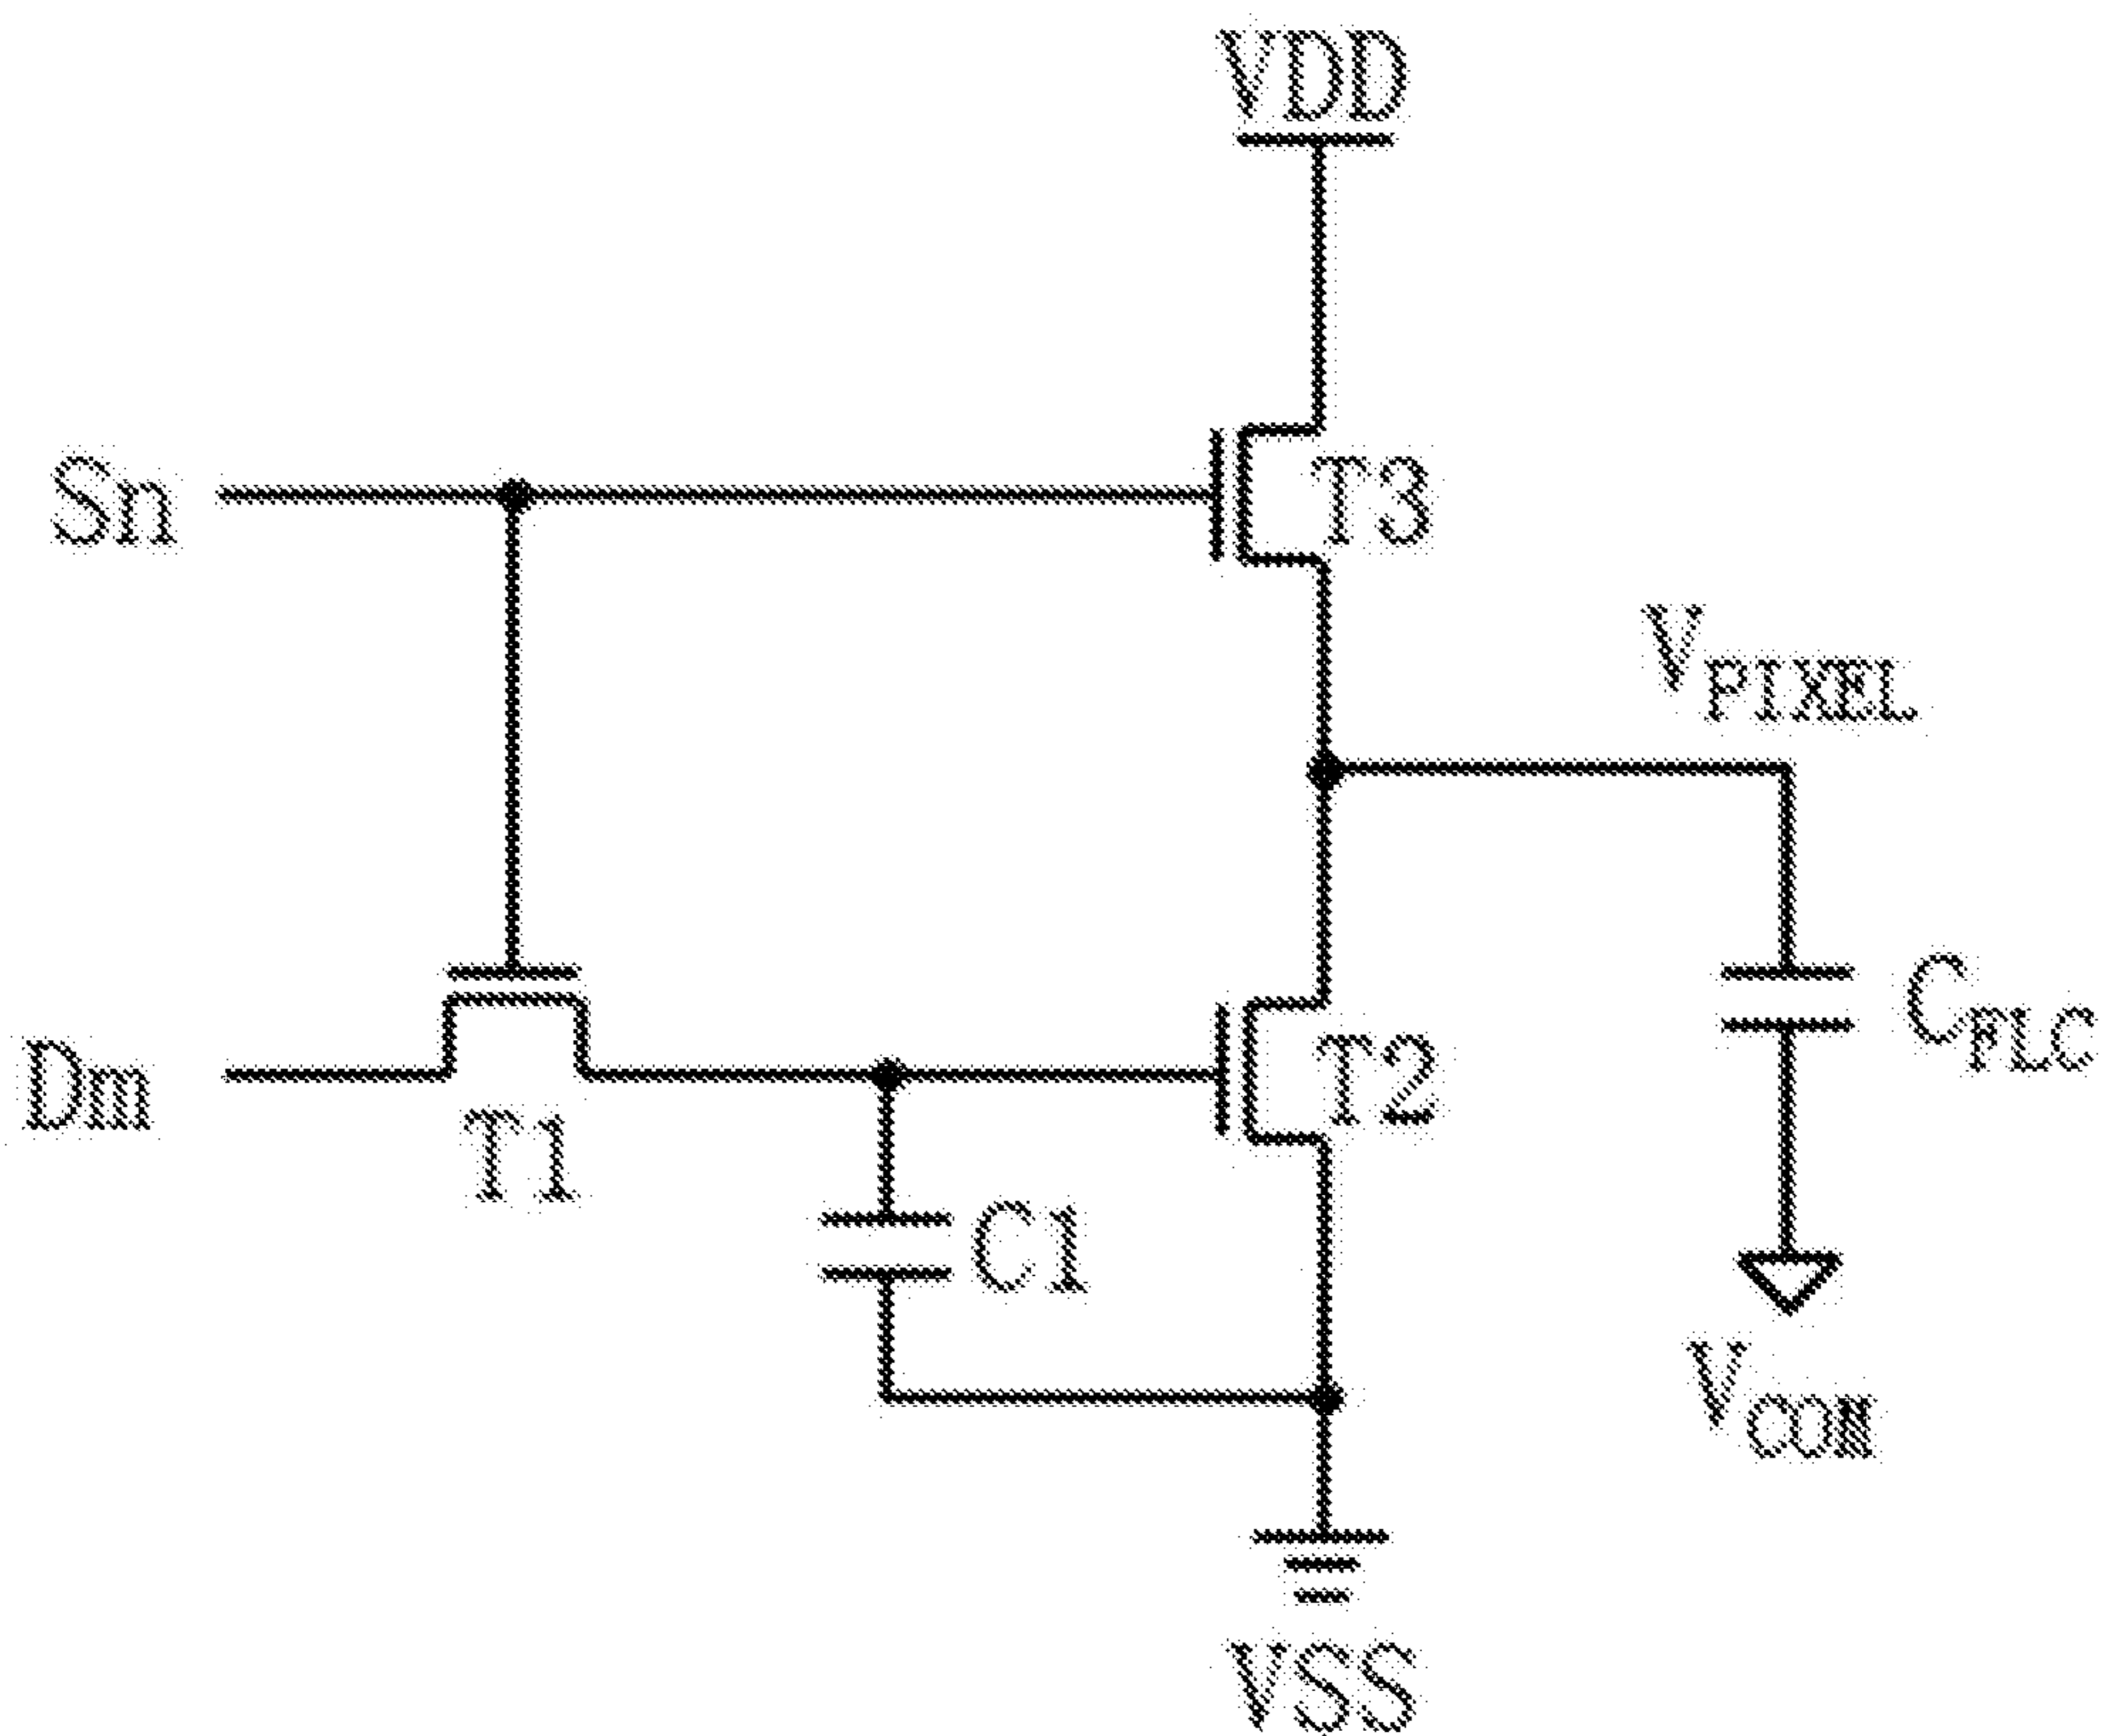 VDD
Sn
T3
VPIXEL
Dm
T1
T2
CFLC
C1
VCOM
VSS